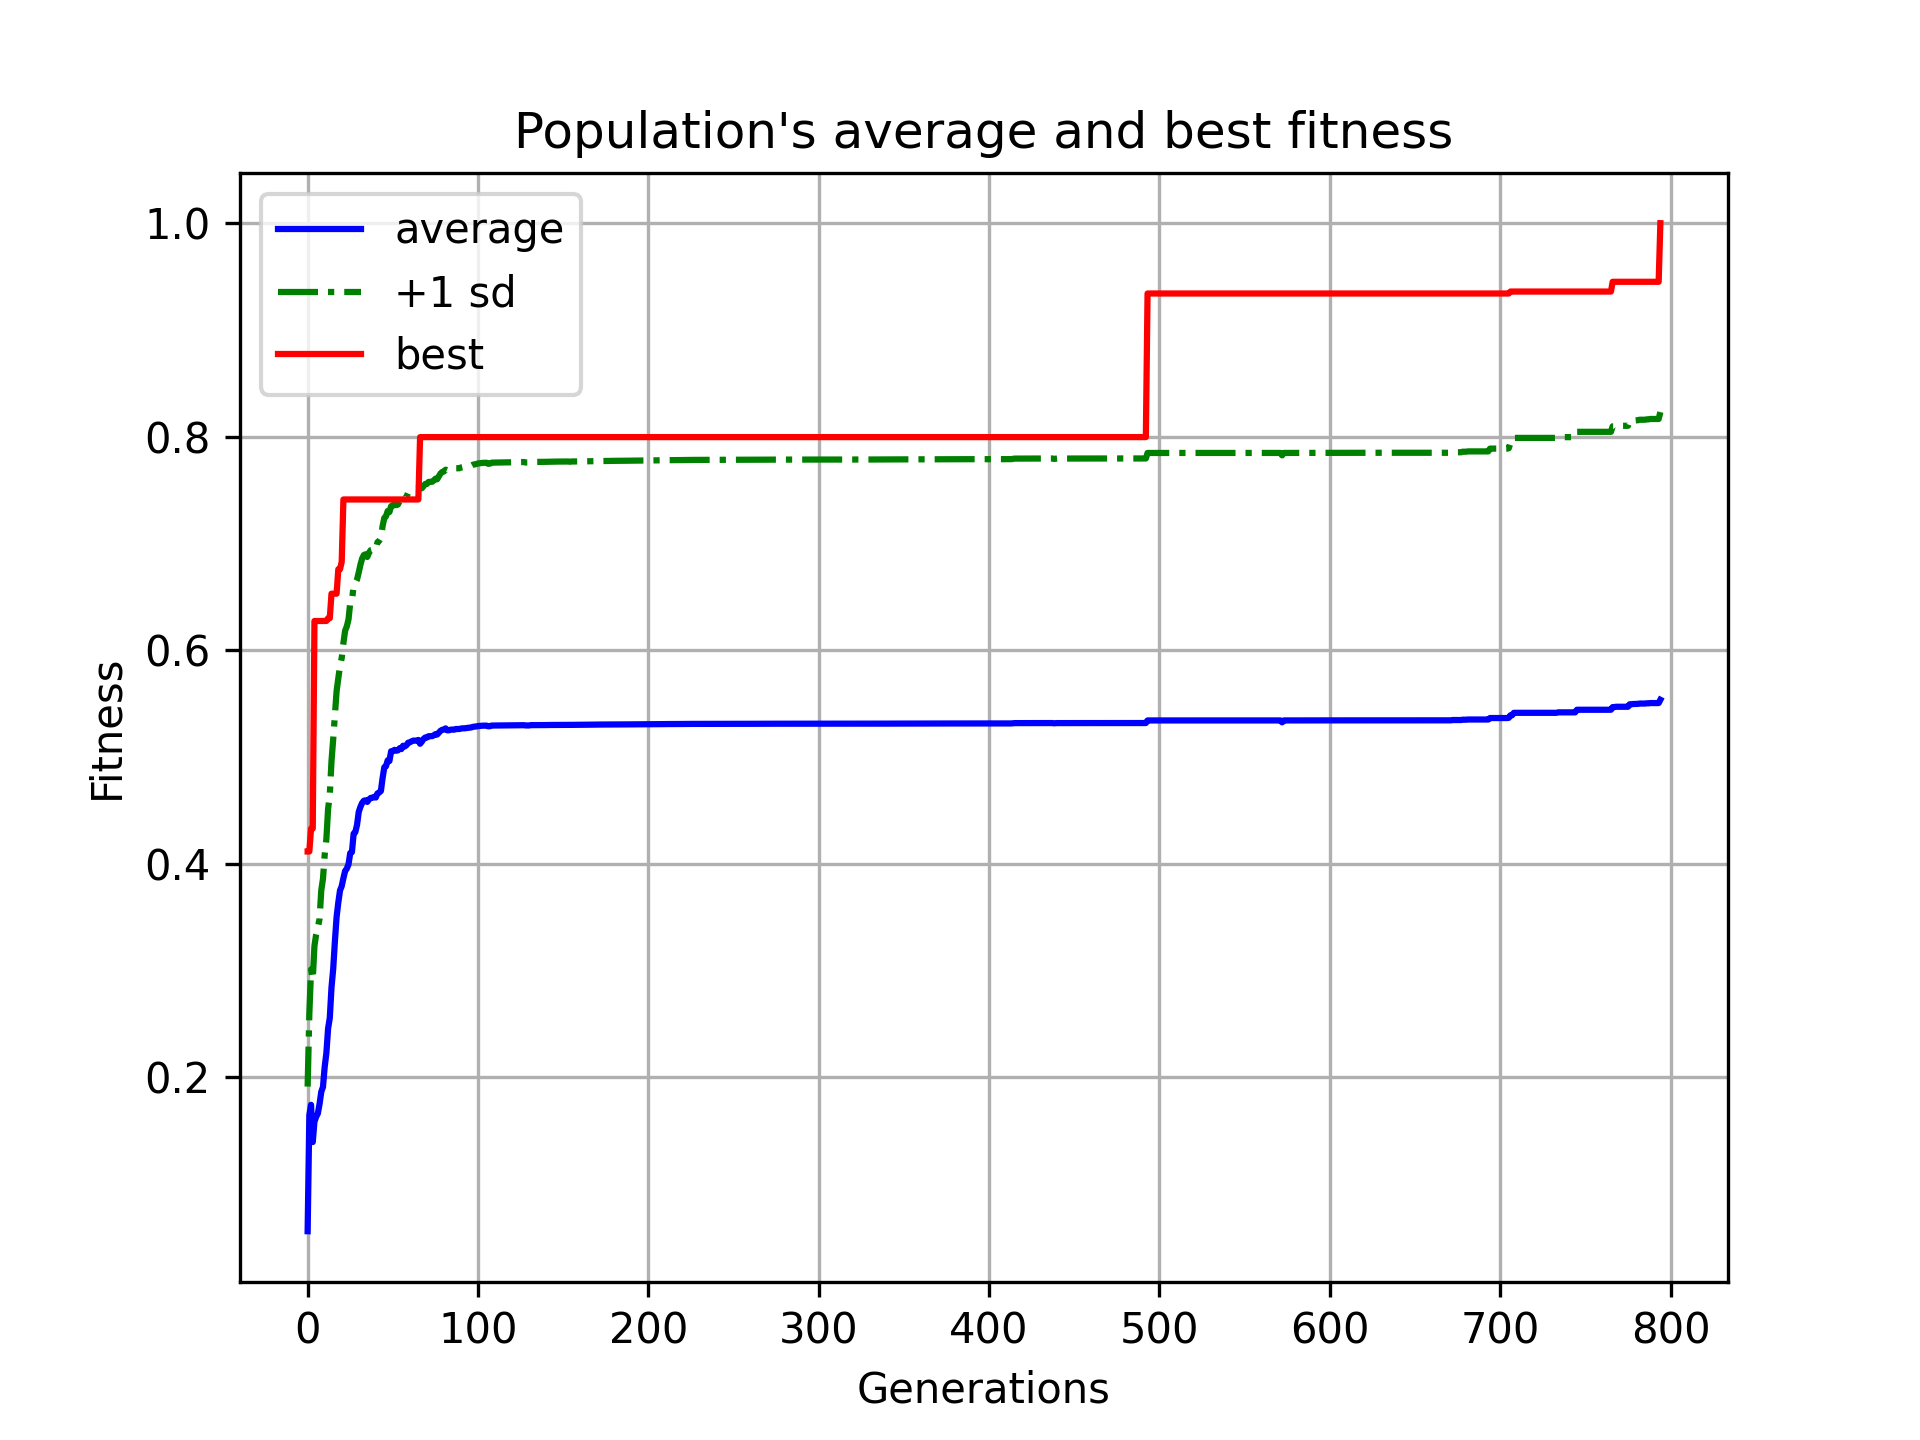 Population's average and best fitness
average
+1 sd
best
1.0
0.8
0.6
0.4
0.2
Fitness
0 100 200 300 400 500 600 700 800
Generations